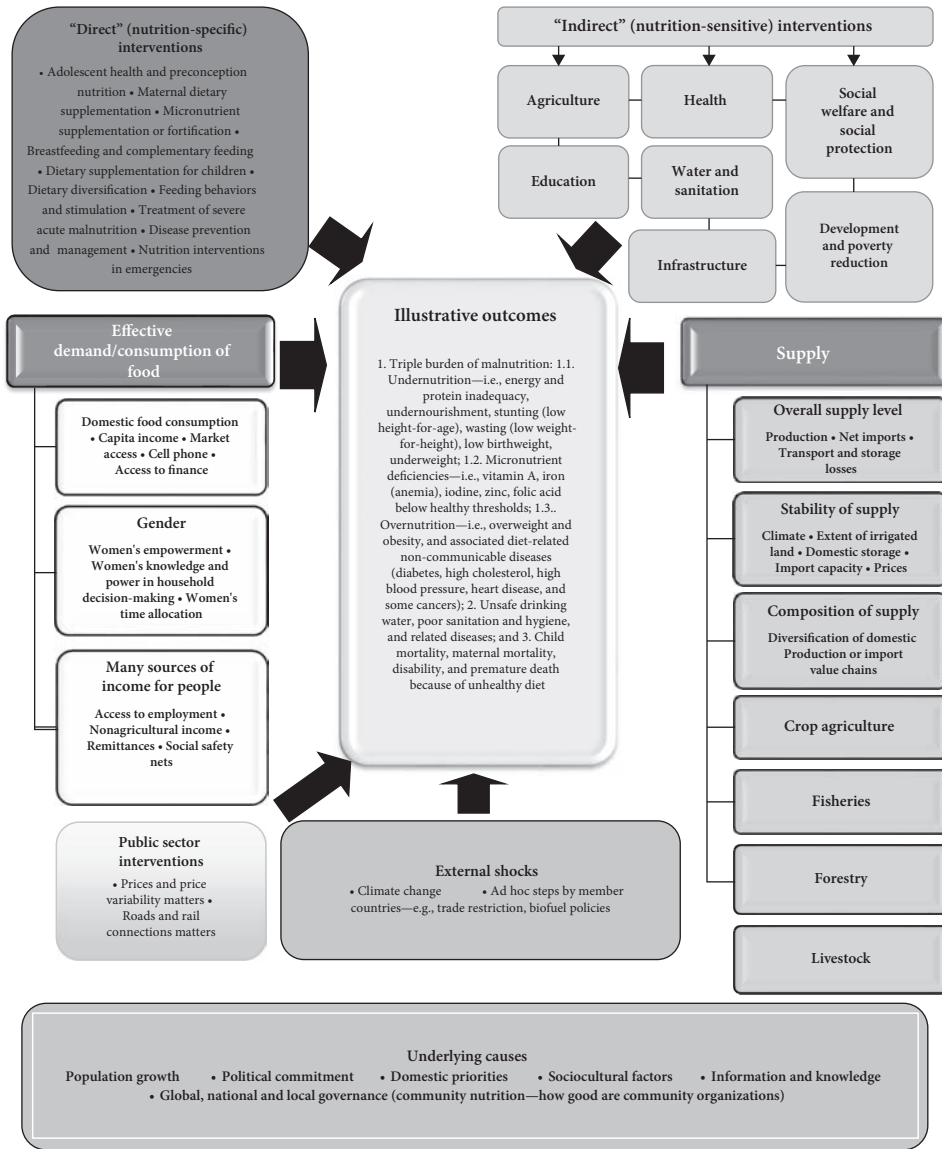 “Direct” (nutrition-specific)
interventions
• Adolescent health and preconception
nutrition • Maternal dietary
supplementation • Micronutrient
supplementation or fortification •
Breastfeeding and complementary feeding
• Dietary supplementation for children •
Dietary diversification • Feeding behaviors
and stimulation • Treatment of severe
acute malnutrition • Disease prevention
and management • Nutrition interventions
in emergencies
“Indirect” (nutrition-sensitive) interventions
Agriculture
Health
Social
welfare and
social
protection
Education
Water and
sanitation
Development
and poverty
reduction
Infrastructure
Effective
demand/consumption of
food
Domestic food consumption
• Capita income • Market
access • Cell phone •
Access to finance
Gender
Women's empowerment •
Women's knowledge and
power in household
decision-making • Women's
time allocation
Many sources of
income for people
Access to employment •
Nonagricultural income •
Remittances • Social safety
nets
Illustrative outcomes
1. Triple burden of malnutrition: 1.1.
Undernutrition—i.e., energy and
protein inadequacy,
undernourishment, stunting (low
height-for-age), wasting (low weight-
for-height), low birthweight,
underweight; 1.2. Micronutrient
deficiencies—i.e., vitamin A, iron
(anemia), iodine, zinc, folic acid
below healthy thresholds; 1.3..
Overnutrition—i.e., overweight and
obesity, and associated diet-related
non-communicable diseases
(diabetes, high cholesterol, high
blood pressure, heart disease, and
some cancers); 2. Unsafe drinking
water, poor sanitation and hygiene,
and related diseases; and 3. Child
mortality, maternal mortality,
disability, and premature death
because of unhealthy diet
Supply
Overall supply level
Production • Net imports •
Transport and storage
losses
Stability of supply
Climate • Extent of irrigated
land • Domestic storage •
Import capacity • Prices
Composition of supply
Diversification of domestic
Production or import
value chains
Crop agriculture
Fisheries
Forestry
Livestock
Public sector
interventions
• Prices and price
variability matters •
Roads and rail
connections matters
External shocks
• Climate change • Ad hoc steps by member
countries—e.g., trade restriction, biofuel policies
Underlying causes
Population growth • Political commitment • Domestic priorities • Sociocultural factors • Information and knowledge
• Global, national and local governance (community nutrition—how good are community organizations)